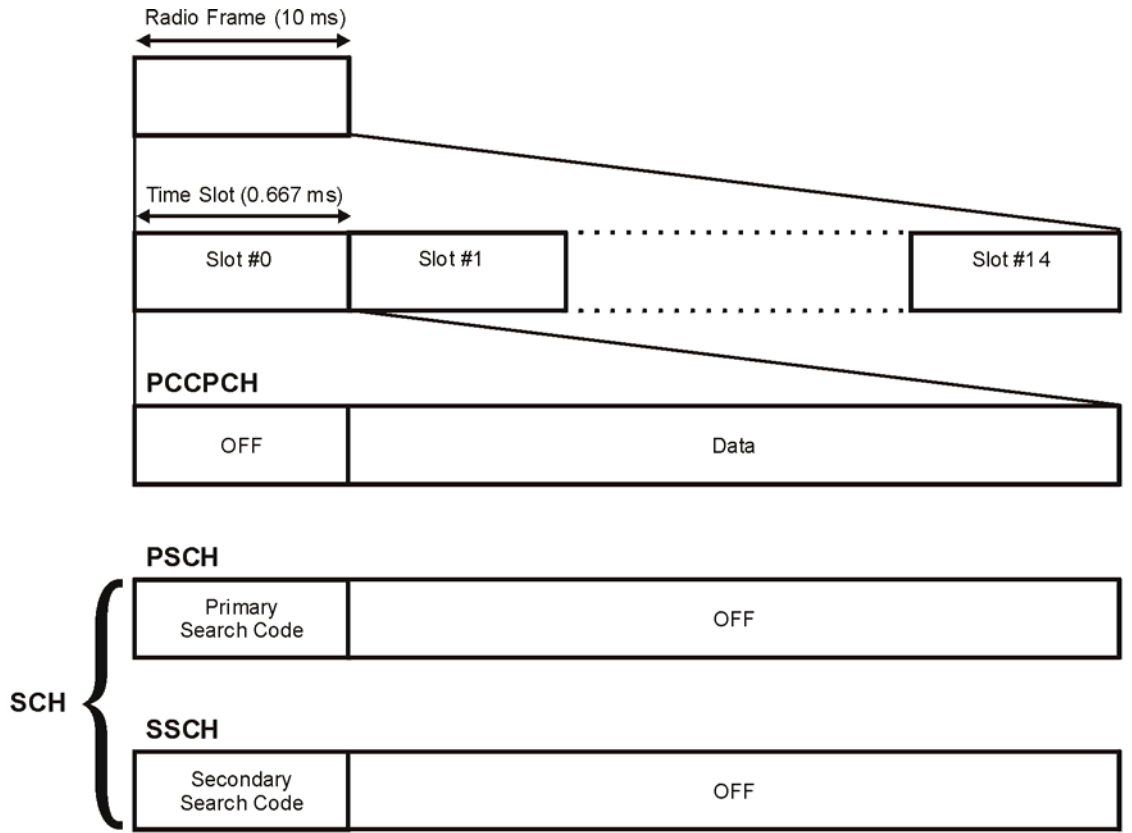 Radio Frame (10 ms)
Time Slot (0.667 ms)
Slot #0
Slot #1
Slot #14
PCCPCH
OFF
Data
PSCH
Primary
Search Code
OFF
SCH
SSCH
Secondary
Search Code
OFF